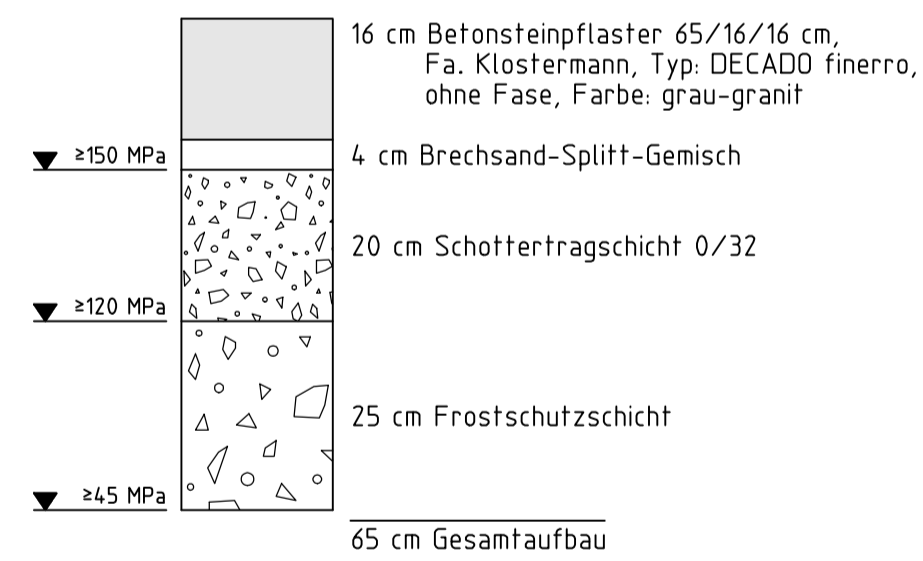 16 cm Betonsteinpflaster 65/16/16 cm,
Fa. Klostermann, Typ: DECADO finerro,
ohne Fase, Farbe: grau-granit
≥150 MPa
4 cm Brechsand-Splitt-Gemisch
20 cm Schottertragschicht 0/32
≥120 MPa
25 cm Frostschutzschicht
≥45 MPa
65 cm Gesamtaufbau